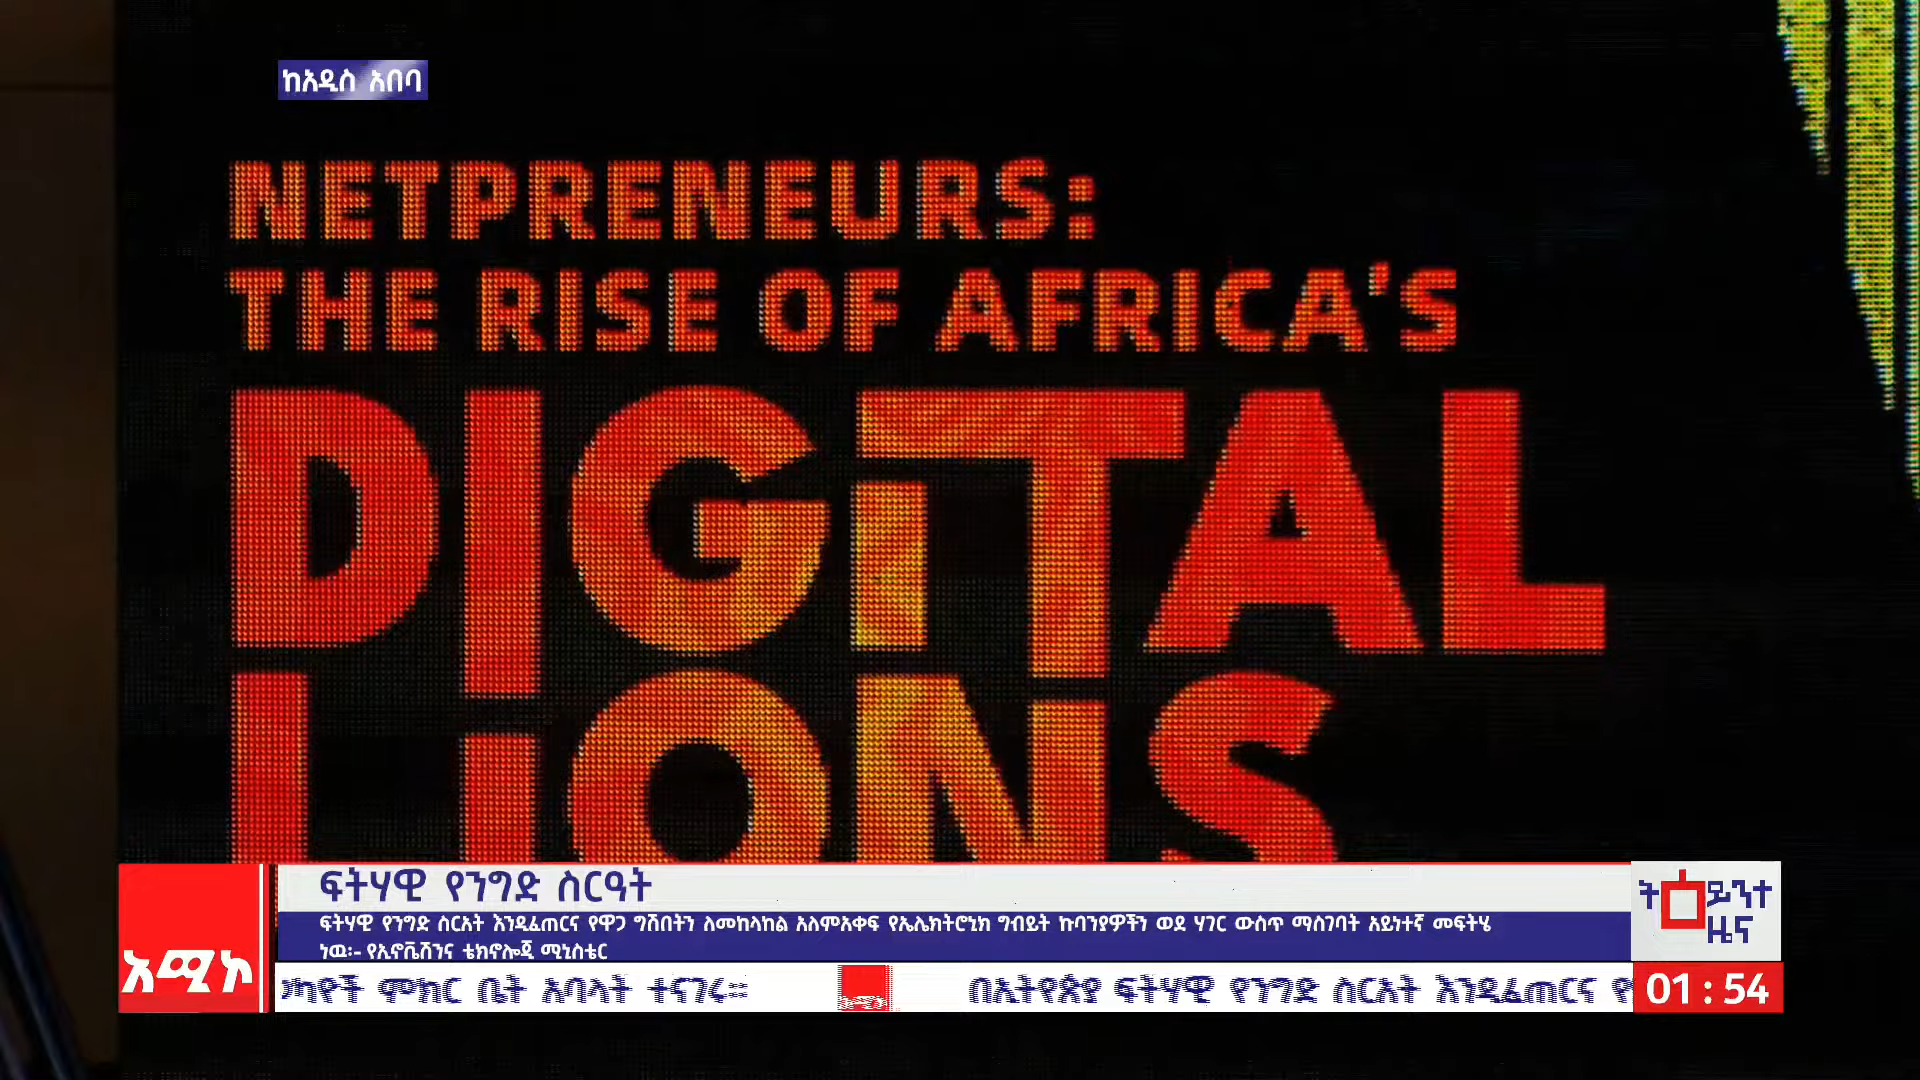 ከአዲስ አበባ
NETPRENEURS:
THE RISE OF AFRICA'S
DIGITAL
LIONS
ፍትሃዊ የንግድ ስርዓት
ፍትሃዊ የንግድ ስርአት እንዲፈጠርና የዋጋ ግሽበትን ለመከላከል አለምአቀፍ የኤሌክትሮኒክ ግብይት ኩባንያዎችን ወደ ሃገር ውስጥ ማስገባት አይነተኛ መፍትሄ
ነዉ፡- የኢኖቬሽንና ቴክኖሎጂ ሚኒስቴር
ት ይንት
ዜና
አሚኮ
ምክር ቤት አባላት ተናገሩ።
በኢትዮጵያ ፍትሃዊ የንግድ ስርአት እንዲፈጠርና
01:54